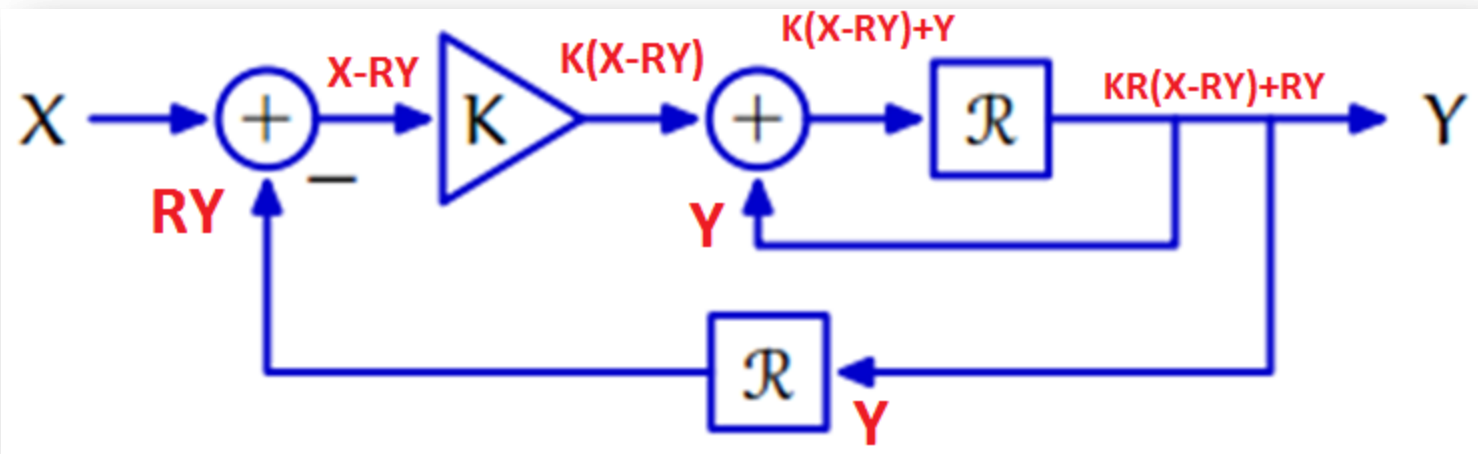 K(X-RY)+Y
X-RY
K(X-RY)
KR(X-RY)+RY
X
+
K
+
ℛ
Y
−
RY
Y
ℛ
Y